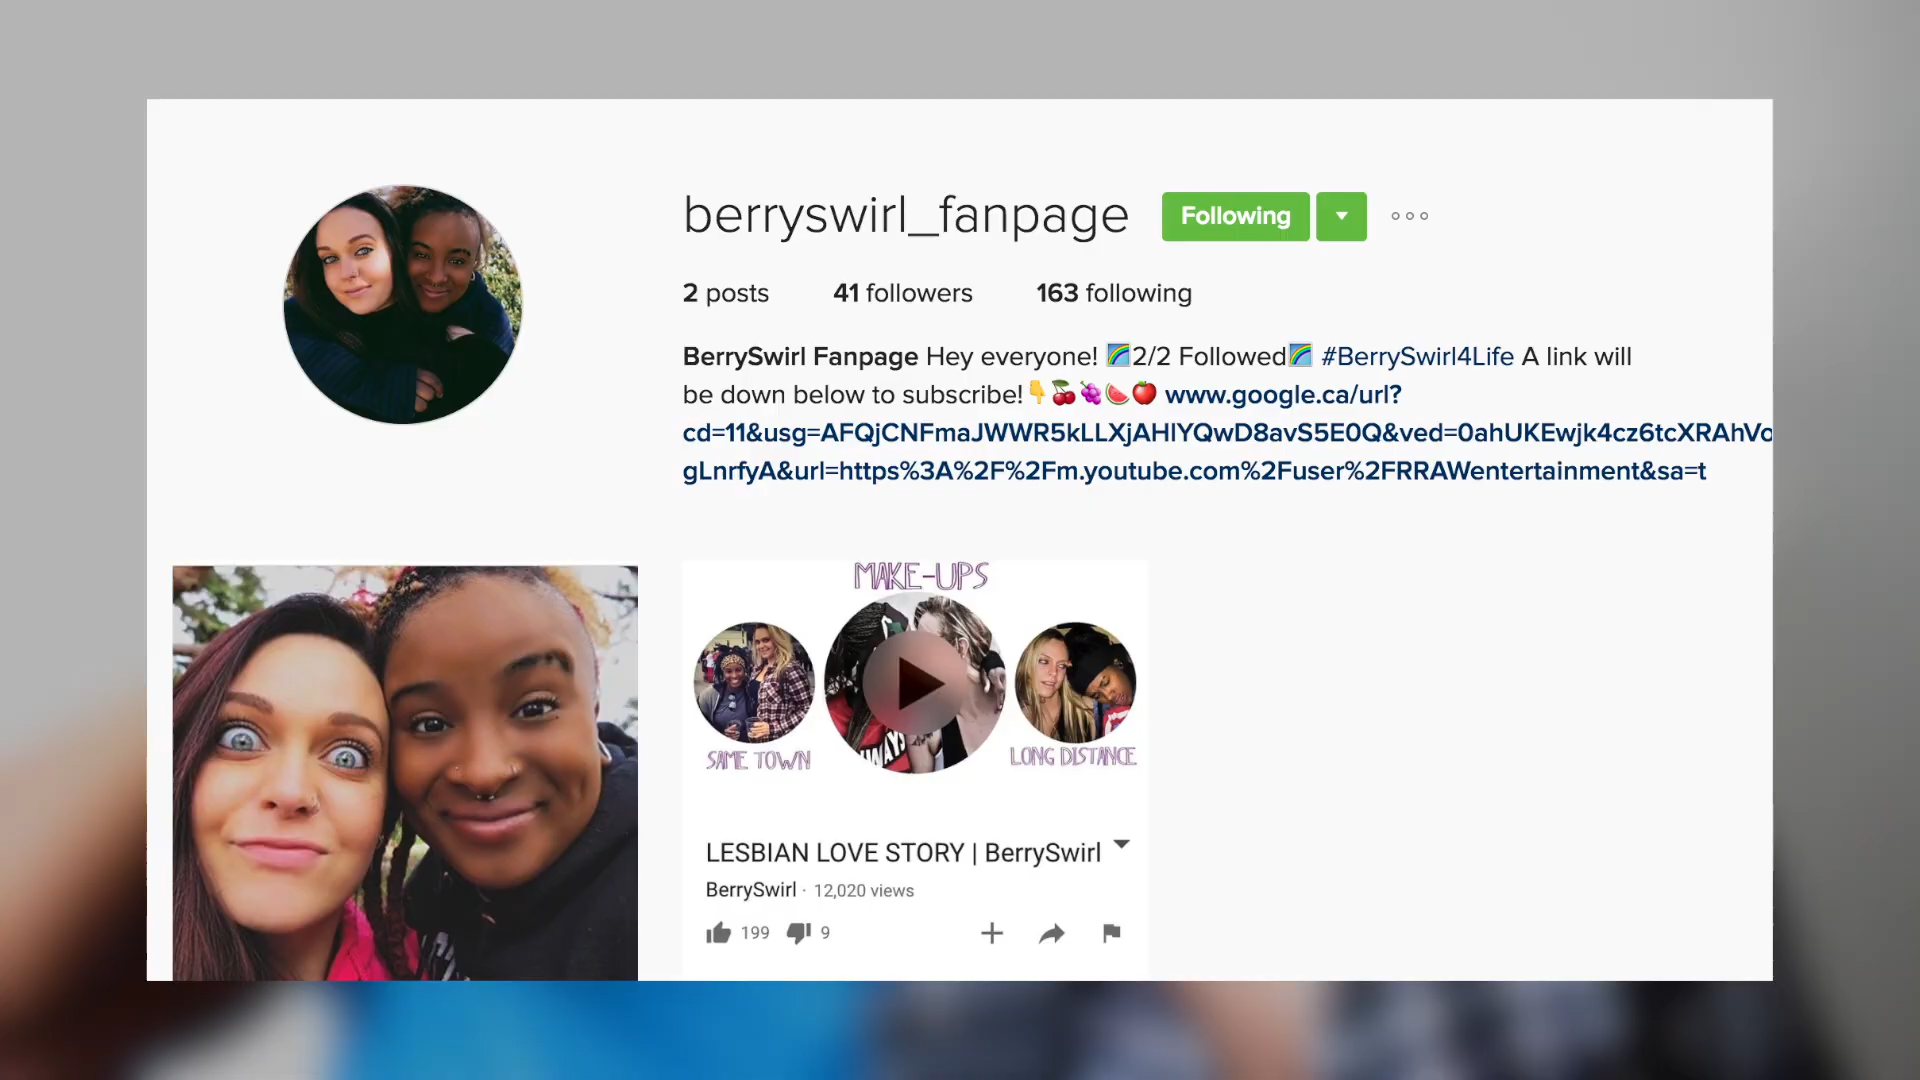 berryswirl_fanpage Following
2 posts 41 followers 163 following
BerrySwirl Fanpage Hey everyone! 🌈2/2 Followed🌈 #BerrySwirl4Life A link will
be down below to subscribe!👇🍒🍇🍉🍎 www.google.ca/url?
cd=11&usg=AFQjCNFmaJWWR5kLLXjAHlYQwD8avS5E0Q&ved=0ahUKEwjk4cz6tcXRAhVo
gLnrfyA&url=https%3A%2F%2Fm.youtube.com%2Fuser%2FRRAWentertainment&sa=t
MAKE-UPS
SAME TOWN
LONG DISTANCE
LESBIAN LOVE STORY | BerrySwirl
BerrySwirl · 12,020 views
199 9